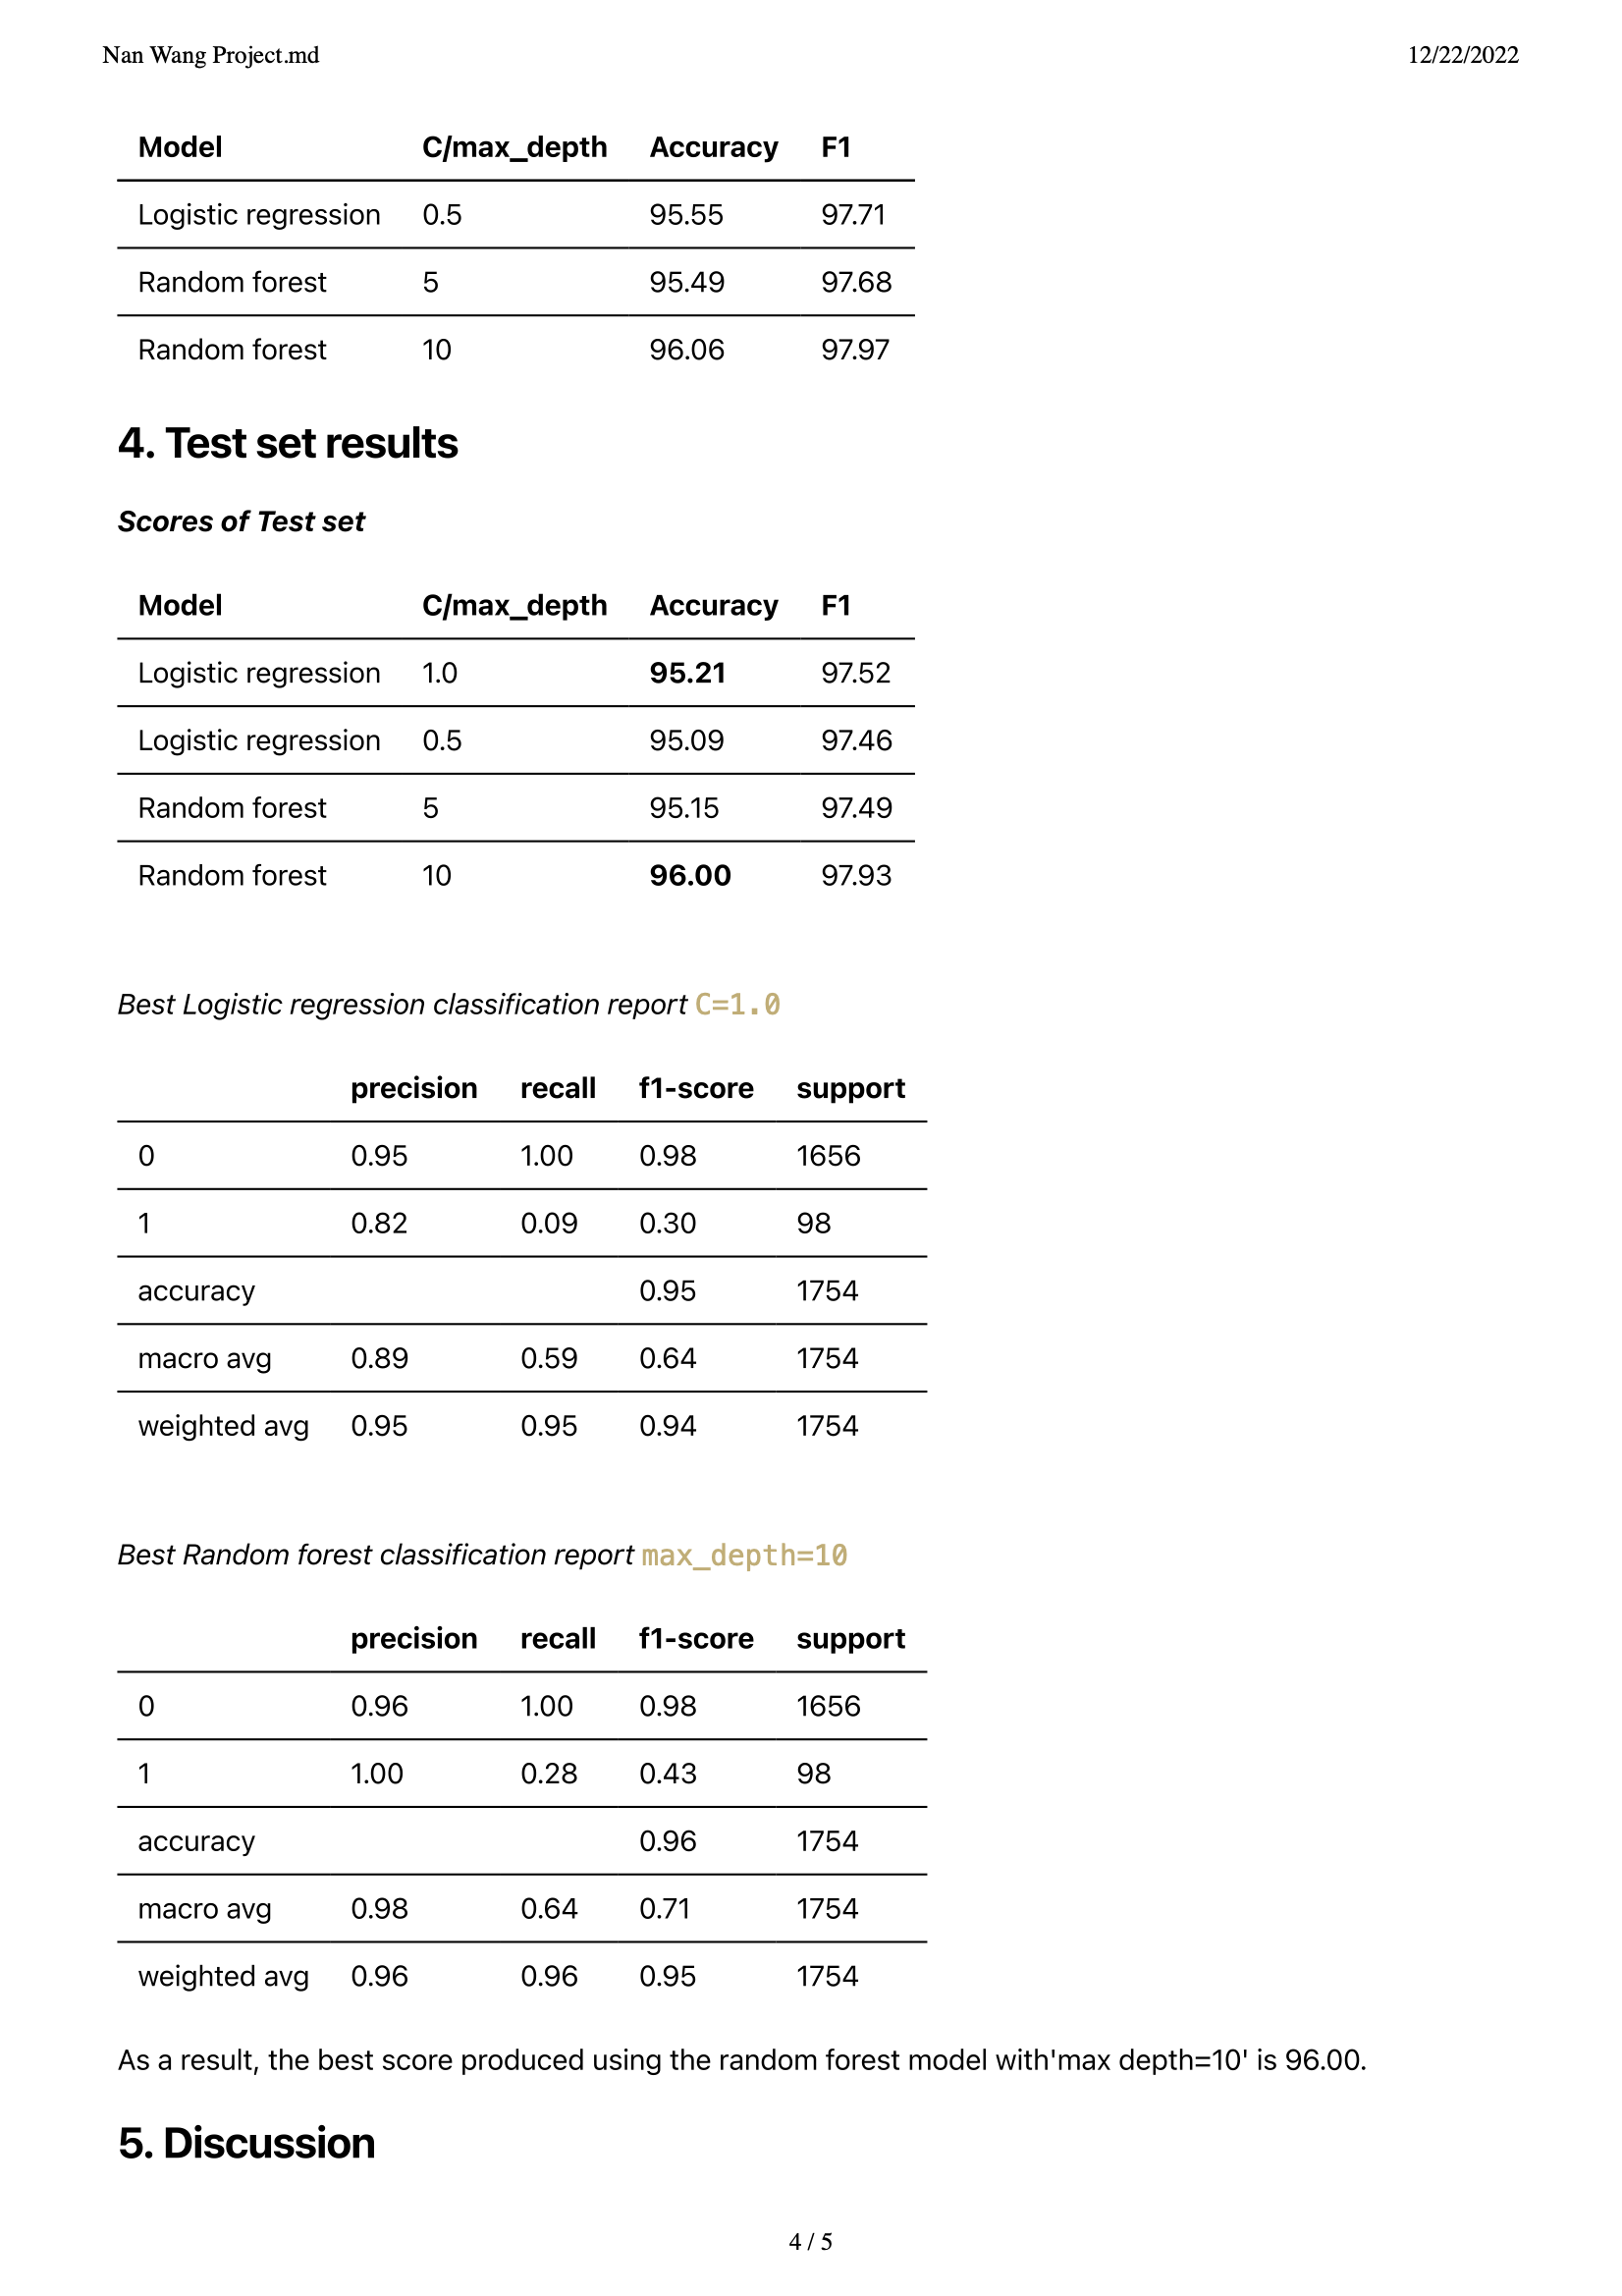 Nan Wang Project.md 12/22/2022
Model C/max_depth Accuracy F1
Logistic regression 0.5 95.55 97.71
Random forest 5 95.49 97.68
Random forest 10 96.06 97.97
4. Test set results
Scores of Test set
Model C/max_depth Accuracy F1
Logistic regression 1.0 95.21 97.52
Logistic regression 0.5 95.09 97.46
Random forest 5 95.15 97.49
Random forest 10 96.00 97.93
Best Logistic regression classification report C=1.0
precision recall f1-score support
0 0.95 1.00 0.98 1656
1 0.82 0.09 0.30 98
accuracy 0.95 1754
macro avg 0.89 0.59 0.64 1754
weighted avg 0.95 0.95 0.94 1754
Best Random forest classification report max_depth=10
precision recall f1-score support
0 0.96 1.00 0.98 1656
1 1.00 0.28 0.43 98
accuracy 0.96 1754
macro avg 0.98 0.64 0.71 1754
weighted avg 0.96 0.96 0.95 1754
As a result, the best score produced using the random forest model with'max depth=10' is 96.00.
5. Discussion
4 / 5